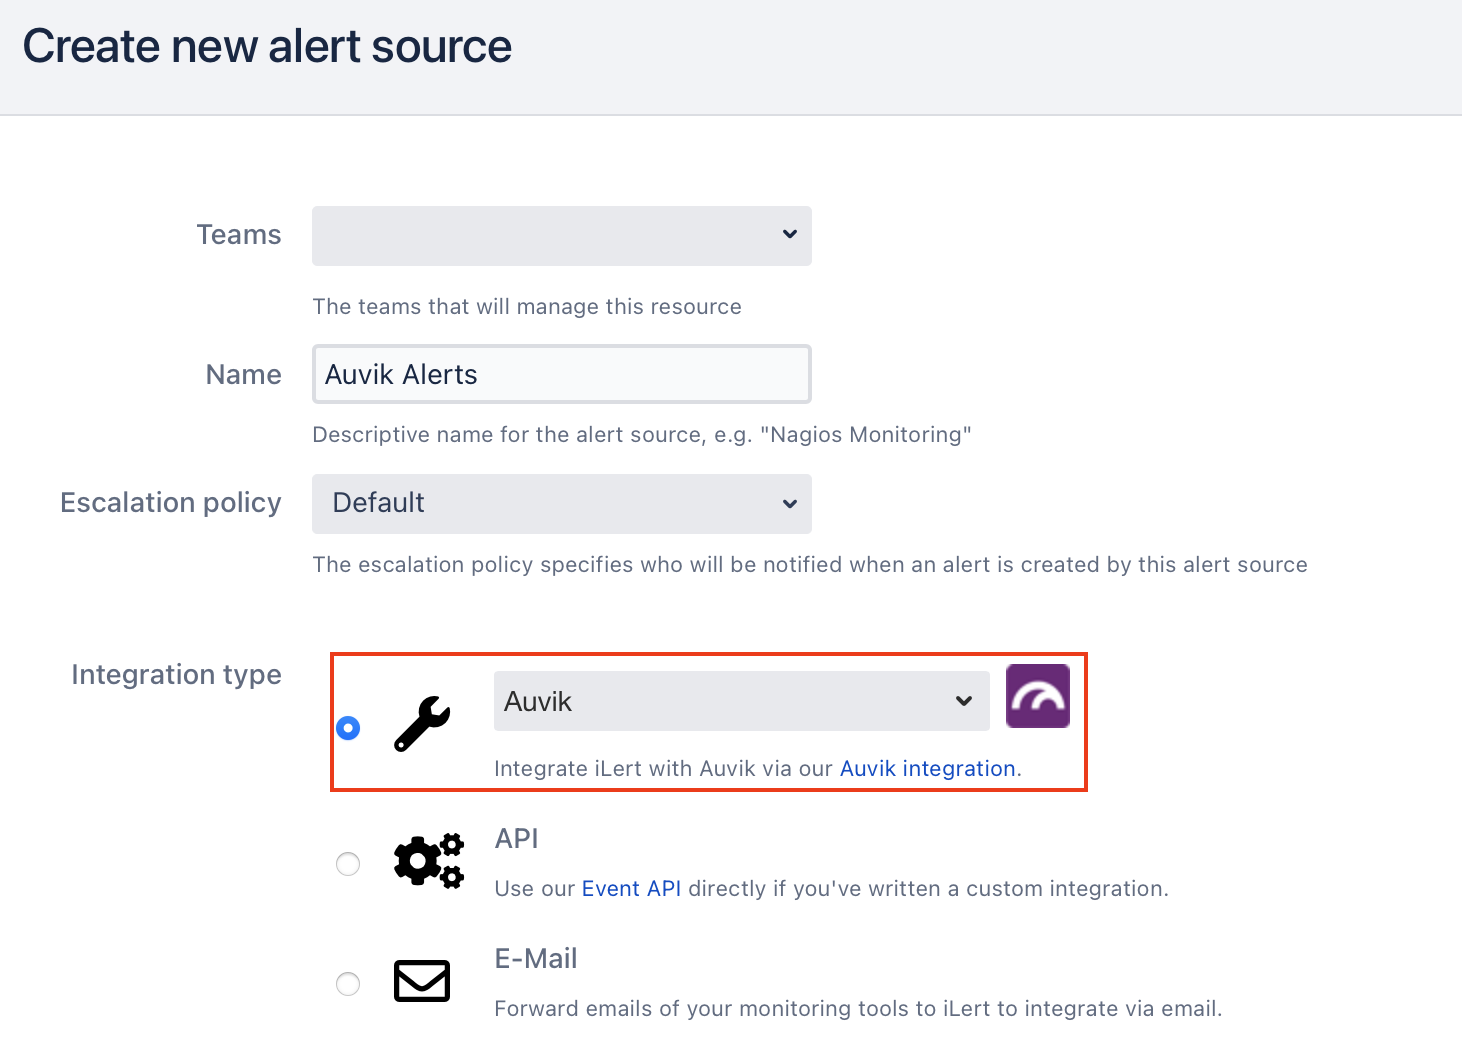 Create new alert source
Teams
The teams that will manage this resource
Name
Auvik Alerts
Descriptive name for the alert source, e.g. "Nagios Monitoring"
Escalation policy
Default
The escalation policy specifies who will be notified when an alert is created by this alert source
Integration type
Auvik
Integrate iLert with Auvik via our Auvik integration.
API
Use our Event API directly if you've written a custom integration.
E-Mail
Forward emails of your monitoring tools to iLert to integrate via email.